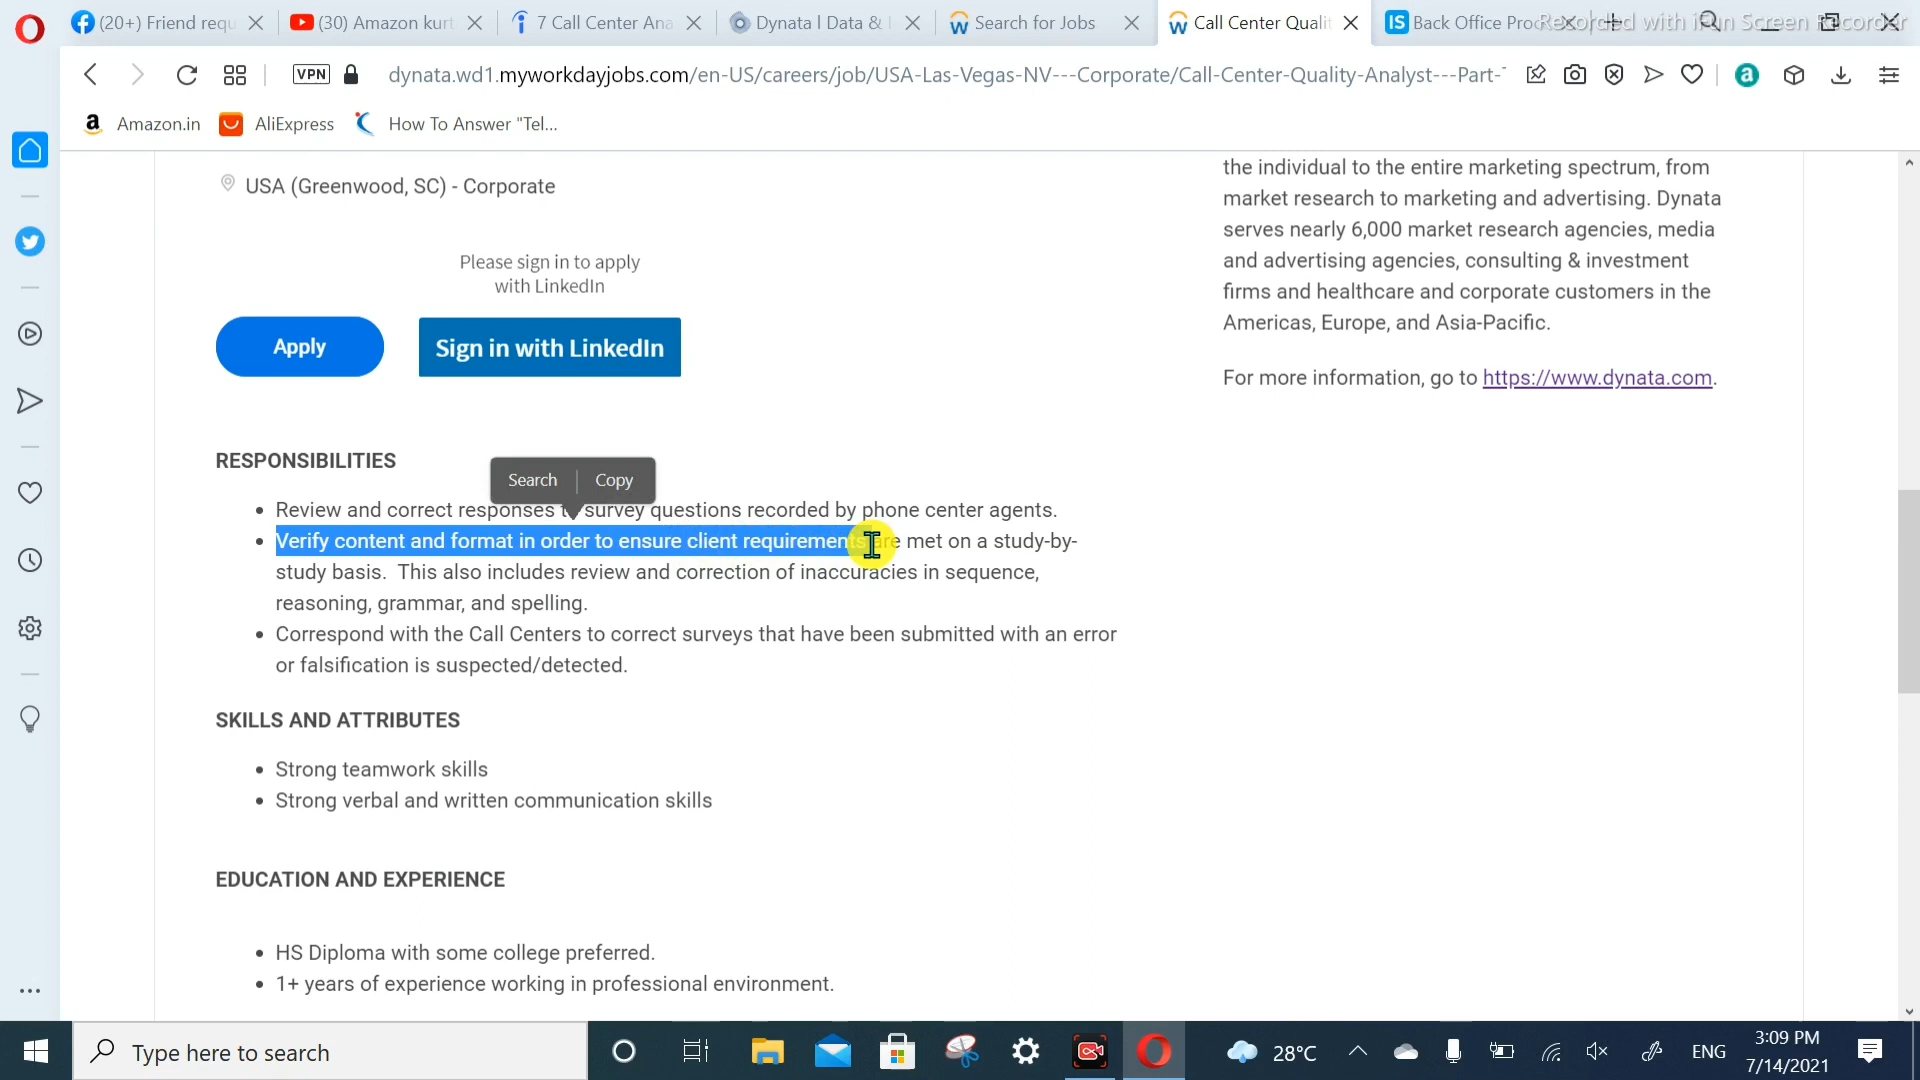 (20+) Friend requ
(30) Amazon kurt
7 Call Center Ana
Dynata l Data &
Search for Jobs
Call Center Qualit
IS Back Office Proc
Recorded with iFun Screen Recorder
VPN
dynata.wd1.myworkdayjobs.com/en-US/careers/job/USA-Las-Vegas-NV---Corporate/Call-Center-Quality-Analyst---Part-
a Amazon.in
AliExpress
How To Answer "Tel...
USA (Greenwood, SC) - Corporate
Please sign in to apply
with LinkedIn
Apply
Sign in with LinkedIn
the individual to the entire marketing spectrum, from
market research to marketing and advertising. Dynata
serves nearly 6,000 market research agencies, media
and advertising agencies, consulting & investment
firms and healthcare and corporate customers in the
Americas, Europe, and Asia-Pacific.
For more information, go to https://www.dynata.com.
RESPONSIBILITIES
Search Copy
• Review and correct responses survey questions recorded by phone center agents.
• Verify content and format in order to ensure client requirements are met on a study-by-
study basis. This also includes review and correction of inaccuracies in sequence,
reasoning, grammar, and spelling.
• Correspond with the Call Centers to correct surveys that have been submitted with an error
or falsification is suspected/detected.
SKILLS AND ATTRIBUTES
• Strong teamwork skills
• Strong verbal and written communication skills
EDUCATION AND EXPERIENCE
• HS Diploma with some college preferred.
• 1+ years of experience working in professional environment.
Type here to search
28°C
ENG
3:09 PM
7/14/2021